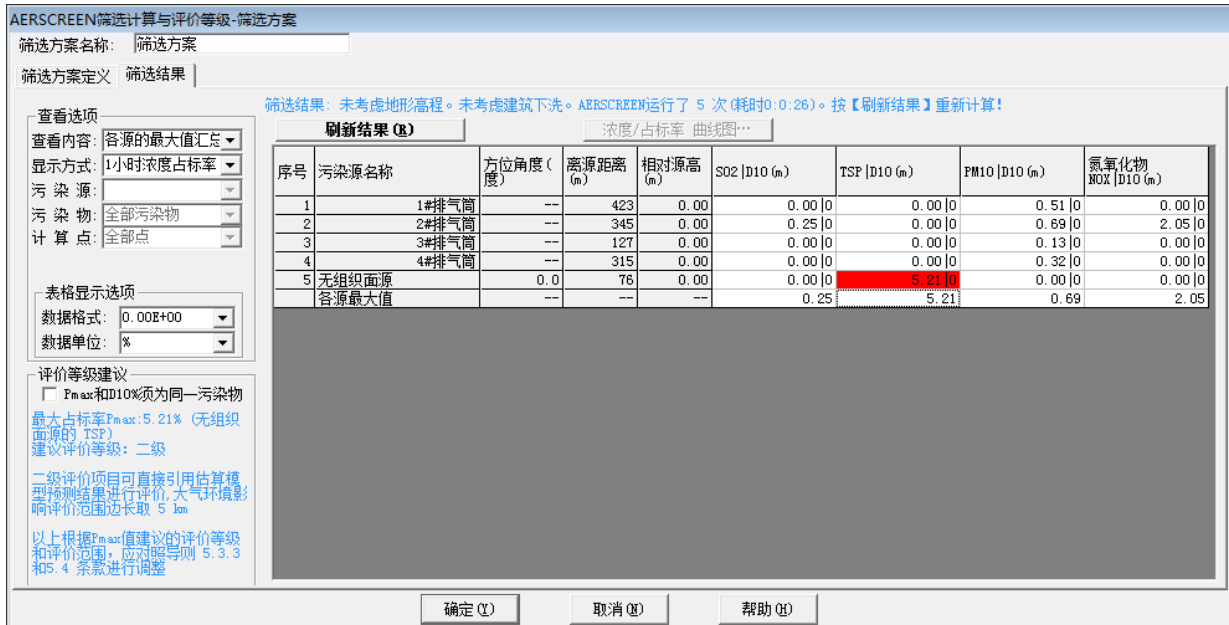 AERSCREEN筛选计算与评价等级-筛选方案
筛选方案名称: 筛选方案
筛选方案定义 筛选结果
查看选项
查看内容: 各源的最大值汇总
显示方式: 1小时浓度占标率
污 染 源:
污 染 物: 全部污染物
计 算 点: 全部点
表格显示选项
数据格式: 0.00E+00
数据单位: %
评价等级建议
Pmax和D10%须为同一污染物
最大占标率Pmax:5.21% (无组织
面源的 TSP)
建议评价等级: 二级
二级评价项目可直接引用估算模
型预测结果进行评价,大气环境影
响评价范围边长取 5 km
以上根据Pmax值建议的评价等级
和评价范围，应对照导则 5.3.3
和5.4 条款进行调整
筛选结果: 未考虑地形高程。未考虑建筑下洗。AERSCREEN运行了 5 次(耗时0:0:26)。按【刷新结果】重新计算!
刷新结果(R) 浓度/占标率 曲线图…
序号 污染源名称 方位角度(度) 离源距离(m) 相对源高(m) SO2|D10(m) TSP|D10(m) PM10|D10(m) 氮氧化物NOX|D10(m)
1 1#排气筒 -- 423 0.00 0.00|0 0.00|0 0.51|0 0.00|0
2 2#排气筒 -- 345 0.00 0.25|0 0.00|0 0.69|0 2.05|0
3 3#排气筒 -- 127 0.00 0.00|0 0.00|0 0.13|0 0.00|0
4 4#排气筒 -- 315 0.00 0.00|0 0.00|0 0.32|0 0.00|0
5 无组织面源 0.0 76 0.00 0.00|0 5.21|0 0.00|0 0.00|0
各源最大值 -- -- -- 0.25 5.21 0.69 2.05
确定(Y) 取消(N) 帮助(H)